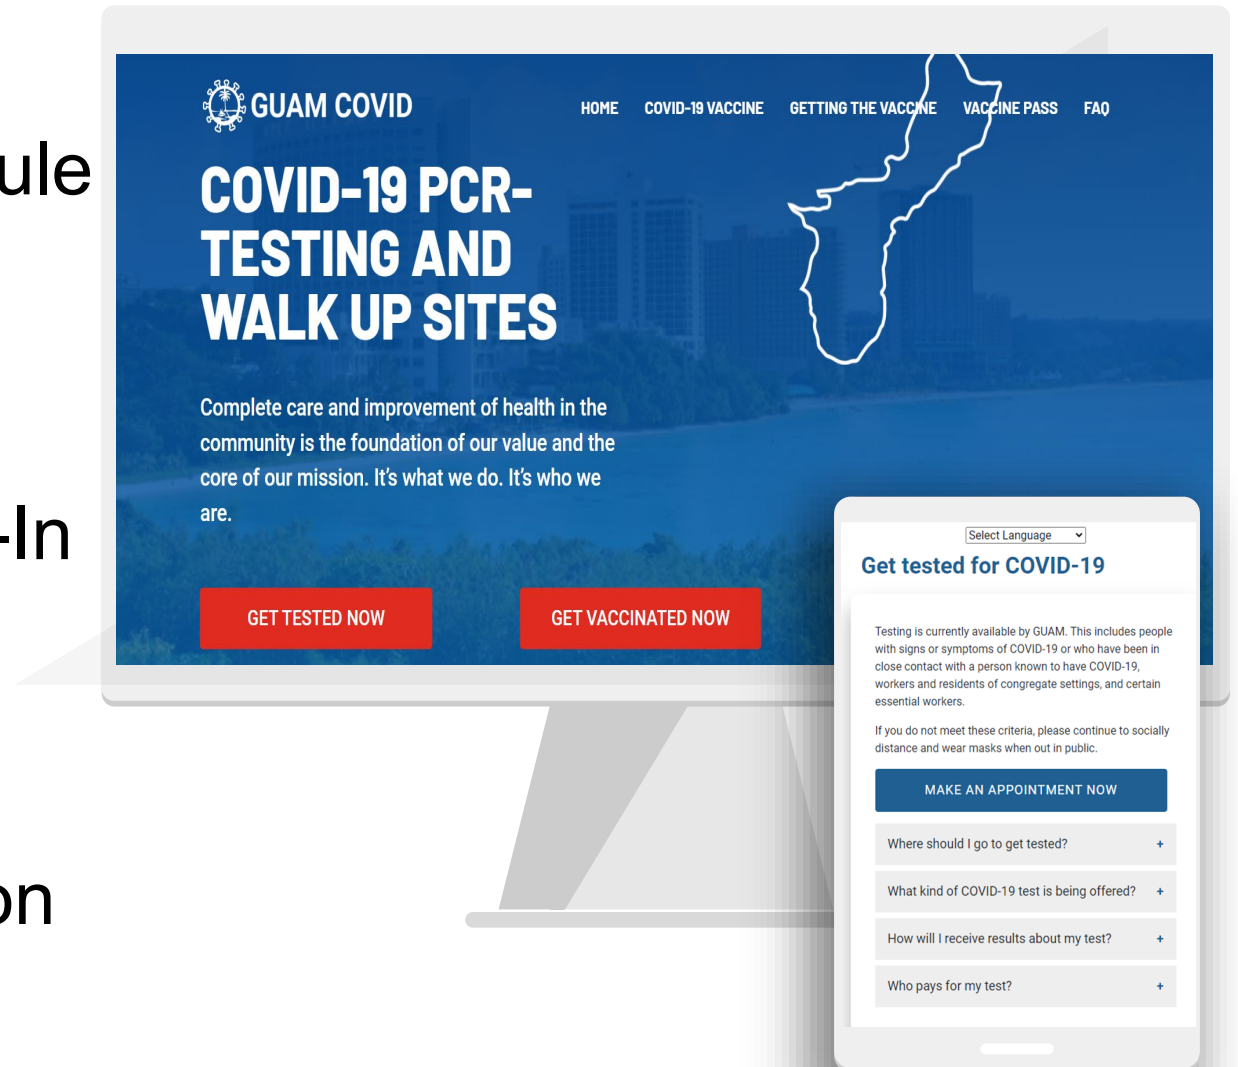 ule
-In
on
GUAM COVID
HOME COVID-19 VACCINE GETTING THE VACCINE VACCINE PASS FAQ
COVID-19 PCR-
TESTING AND
WALK UP SITES
Complete care and improvement of health in the
community is the foundation of our value and the
core of our mission. It's what we do. It's who we
are.
GET TESTED NOW
GET VACCINATED NOW
Select Language
Get tested for COVID-19
Testing is currently available by GUAM. This includes people
with signs or symptoms of COVID-19 or who have been in
close contact with a person known to have COVID-19,
workers and residents of congregate settings, and certain
essential workers.
If you do not meet these criteria, please continue to socially
distance and wear masks when out in public.
MAKE AN APPOINTMENT NOW
Where should I go to get tested? +
What kind of COVID-19 test is being offered? +
How will I receive results about my test? +
Who pays for my test? +